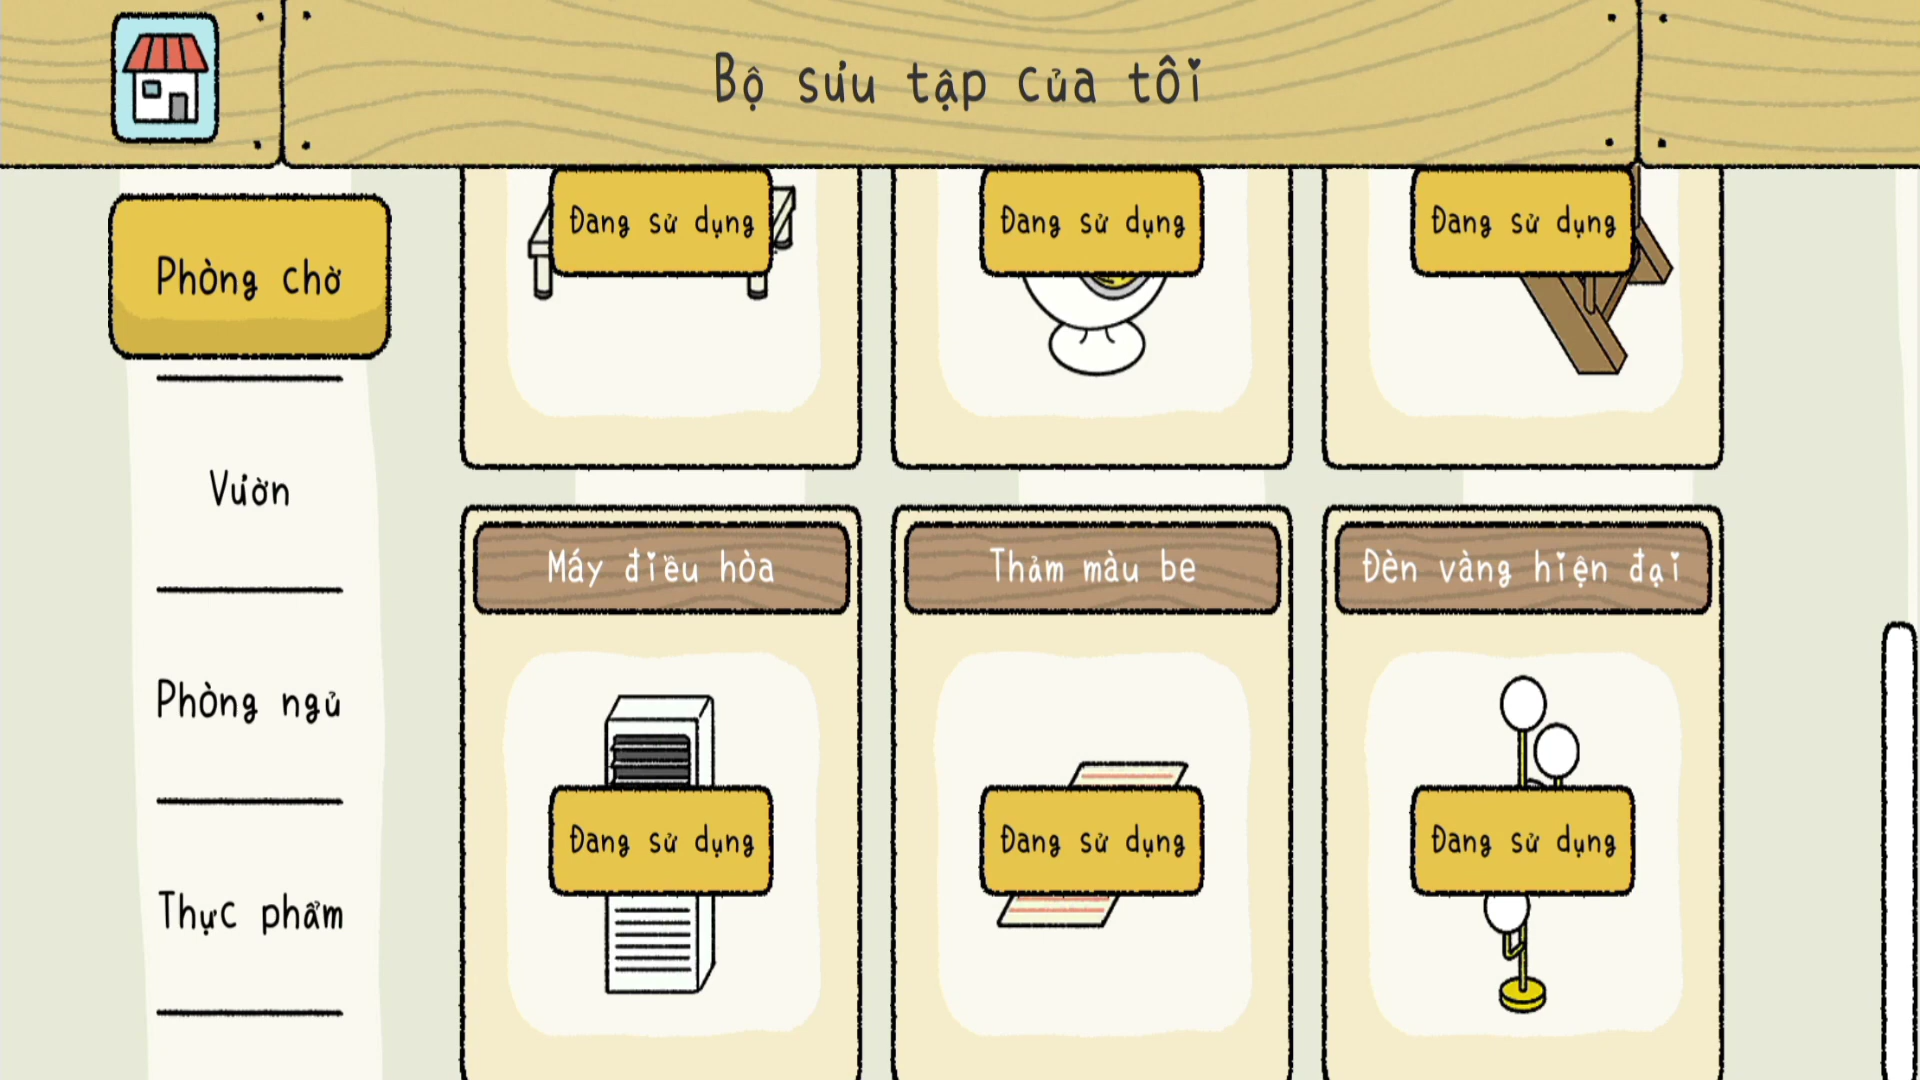 Bộ sưu tập của tôi
Phòng chờ
Vườn
Phòng ngủ
Thực phẩm
Đang sử dụng
Đang sử dụng
Đang sử dụng
Máy điều hòa
Thảm màu be
Đèn vàng hiện đại
Đang sử dụng
Đang sử dụng
Đang sử dụng